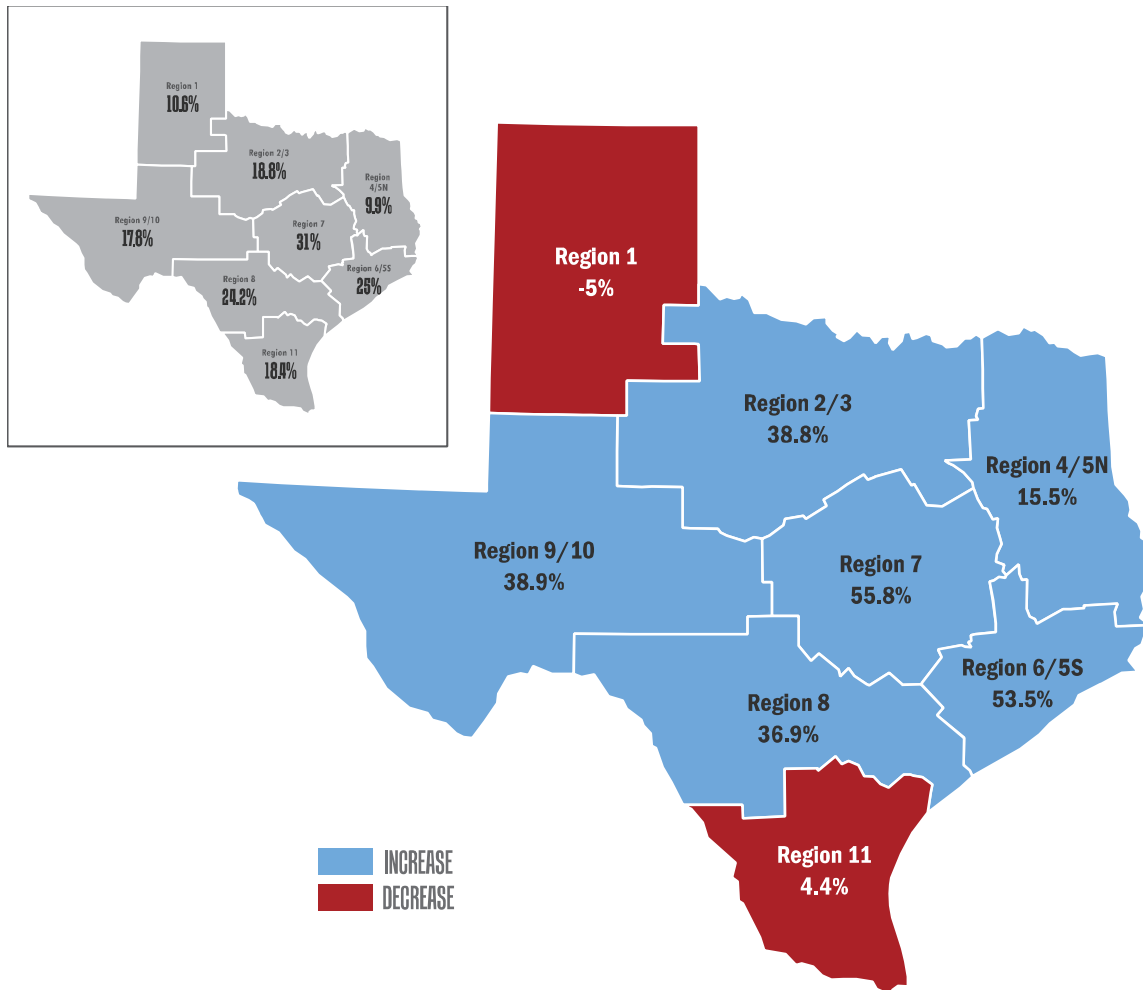 Region 1
10.6%
Region 2/3
18.8%
Region
4/5N
9.9%
Region 9/10
17.8%
Region 7
31%
Region 6/5S
25%
Region 8
24.2%
Region 11
18.4%
Region 1
-5%
Region 2/3
38.8%
Region 4/5N
15.5%
Region 9/10
38.9%
Region 7
55.8%
Region 6/5S
53.5%
Region 8
36.9%
Region 11
4.4%
INCREASE
DECREASE